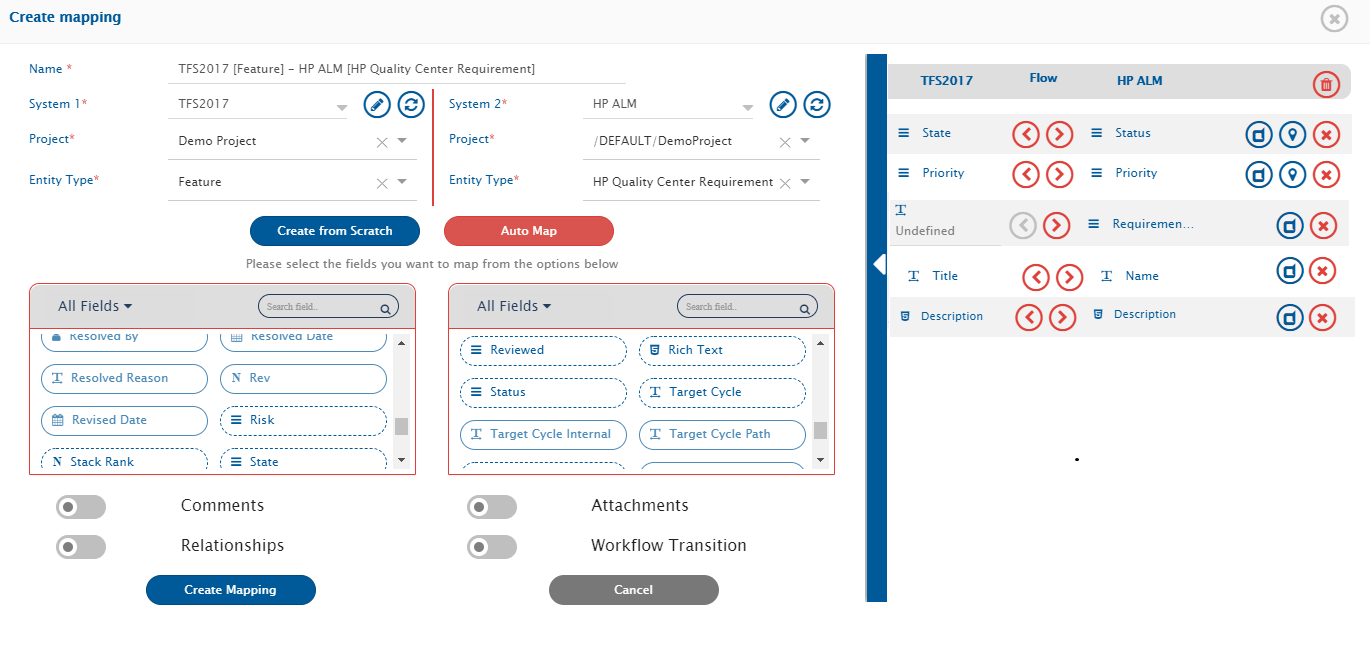 Create mapping
Name *
TFS2017 [Feature] - HP ALM [HP Quality Center Requirement]
System 1*
TFS2017
System 2*
HP ALM
Project*
Demo Project
Project*
/DEFAULT/DemoProject
Entity Type*
Feature
Entity Type*
HP Quality Center Requirement
Create from Scratch
Auto Map
Please select the fields you want to map from the options below
All Fields
Search field..
Resolved By
Resolved Date
Resolved Reason
N Rev
Revised Date
Risk
N Stack Rank
State
All Fields
Search field..
Reviewed
Rich Text
Status
Target Cycle
Target Cycle Internal
Target Cycle Path
Comments
Attachments
Relationships
Workflow Transition
Create Mapping
Cancel
TFS2017
Flow
HP ALM
State
Status
Priority
Priority
Undefined
Requiremen...
Title
Name
Description
Description